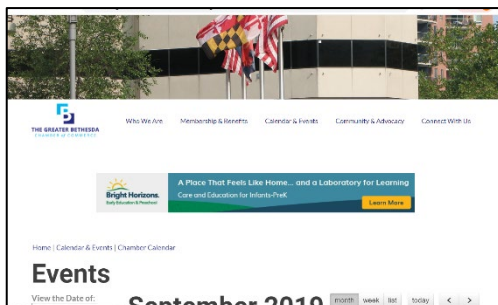 THE GREATER BETHESDA
CHAMBER of COMMERCE
Who We Are Membership & Benefits Calendar & Events Community & Advocacy Connect With Us
Bright Horizons.
Early Education & Preschool
A Place That Feels Like Home... and a Laboratory for Learning
Care and Education for Infants-PreK
Learn More
Home | Calendar & Events | Chamber Calendar
Events
View the Date of:
September 2019
month week list today < >